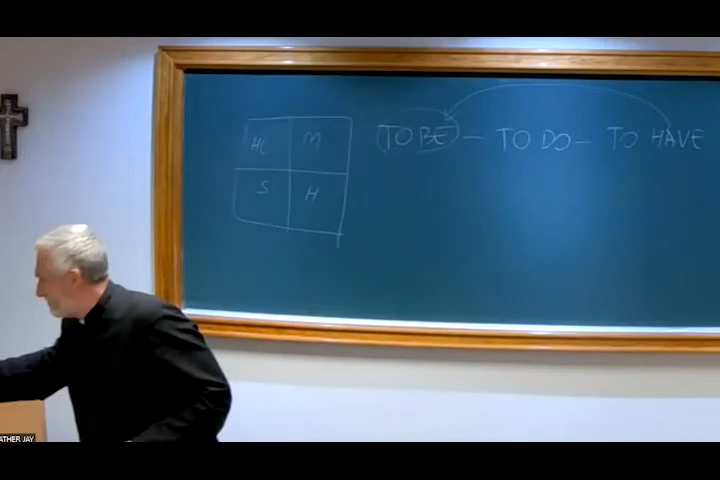 HC M
S H
TO BE — TO DO — TO HAVE
ATHER JAY